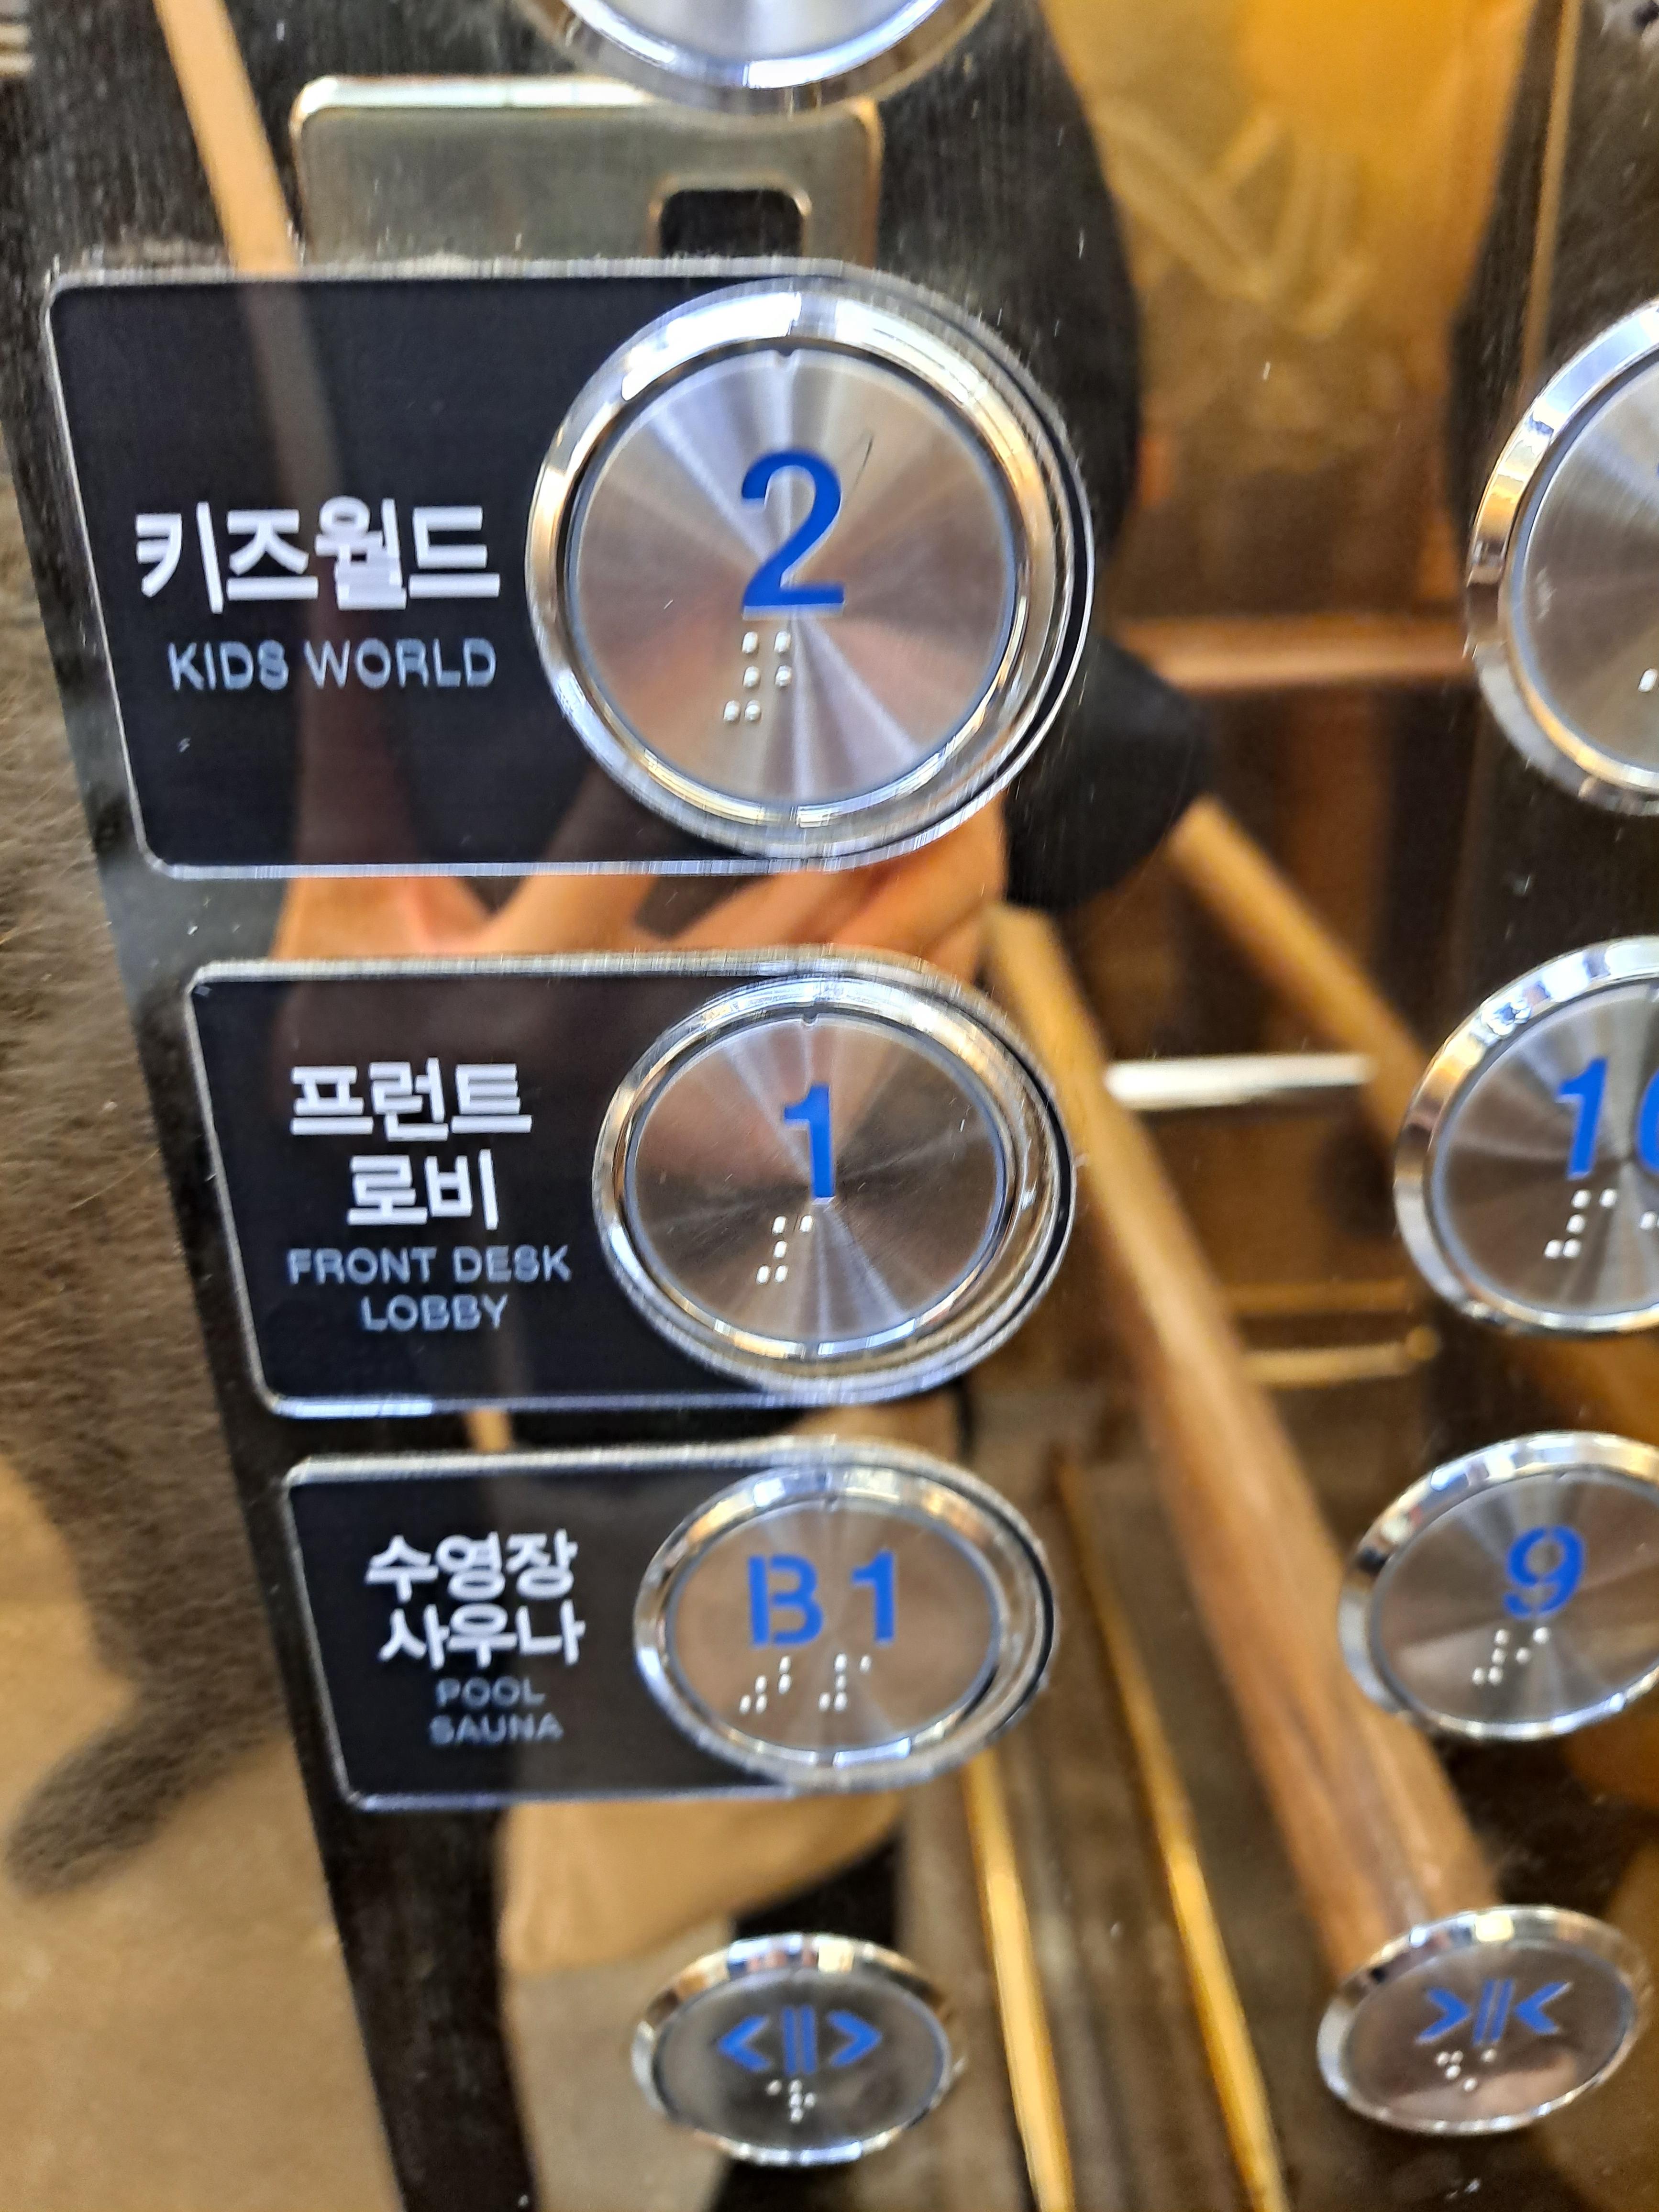 키즈월드
KIDS WORLD
2
프런트
로비
FRONT DESK
LOBBY
1
10
수영장
사우나
POOL
SAUNA
B1
9
<||>
>||<